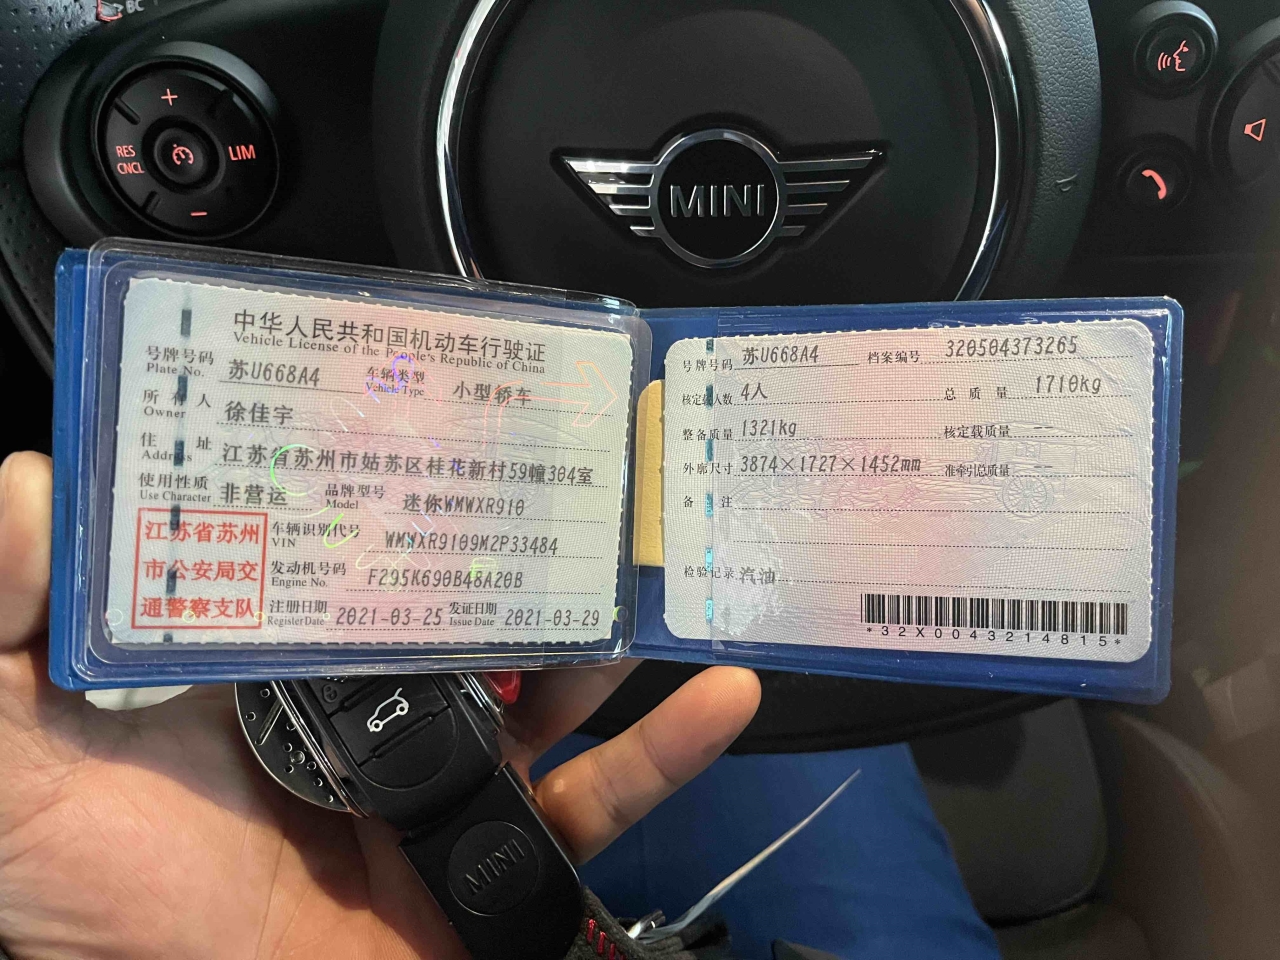 6C
+
RES
CNCL
LIM
−
MINI
中华人民共和国机动车行驶证
Vehicle License of the People's Republic of China
号牌号码 苏U668A4 车辆类型 小型轿车
Plate No. Vehicle Type
所有人 徐佳宇
Owner
住址 江苏省苏州市姑苏区桂花新村59幢304室
Address
使用性质 非营运 品牌型号 迷你WMWXR910
Use Character Model
江苏省苏州
市公安局交
通警察支队
车辆识别代号 WMWXR9109M2P33484
VIN
发动机号码 F295K690B48A20B
Engine No.
注册日期 2021-03-25 发证日期 2021-03-29
Register Date Issue Date
号牌号码 苏U668A4 档案编号 320504373265
核定载人数 4人 总质量 1710kg
整备质量 1321kg 核定载质量 --
外廓尺寸 3874×1727×1452mm 准牵引总质量 --
备注
检验记录 汽油
*32X0043214815*
MINI